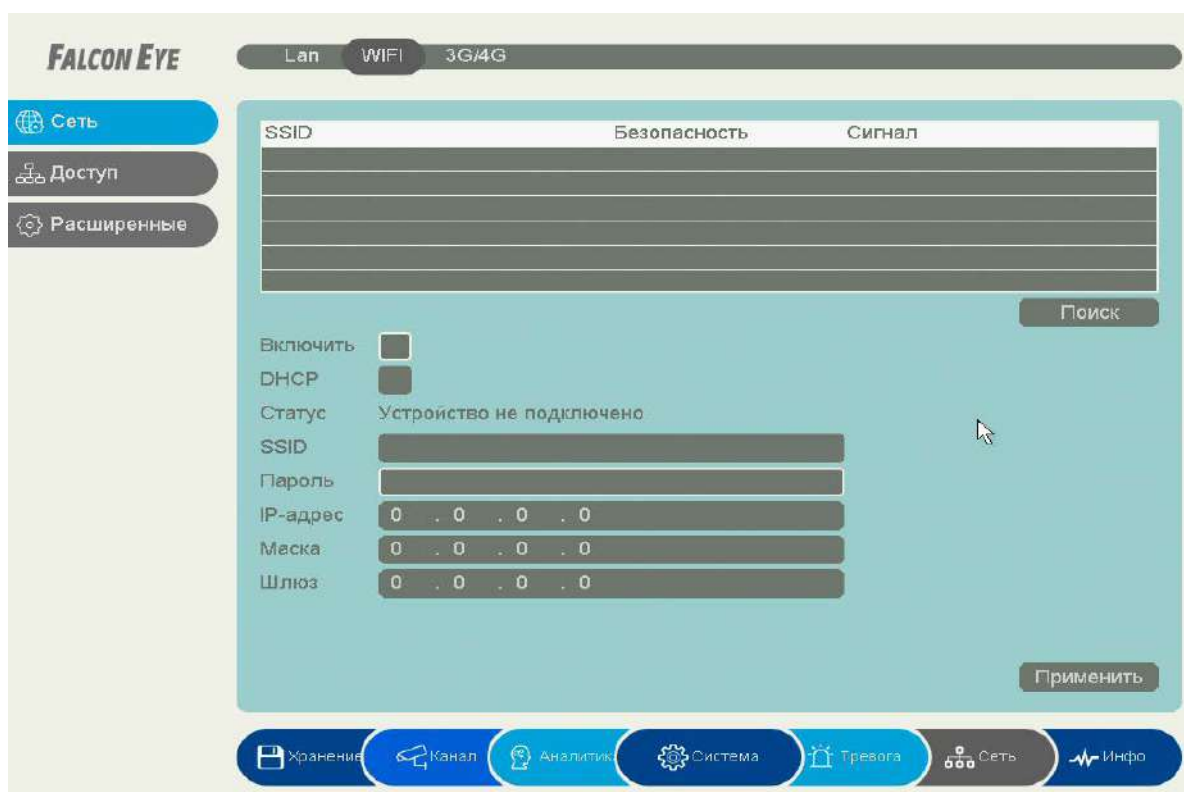 FALCON EYE
Lan WIFI 3G/4G
Сеть
Доступ
Расширенные
SSID Безопасность Сигнал
Поиск
Включить
DHCP
Статус Устройство не подключено
SSID
Пароль
IP-адрес 0 . 0 . 0 . 0
Маска 0 . 0 . 0 . 0
Шлюз 0 . 0 . 0 . 0
Применить
Хранение Канал Аналитик Система Тревога Сеть Инфо